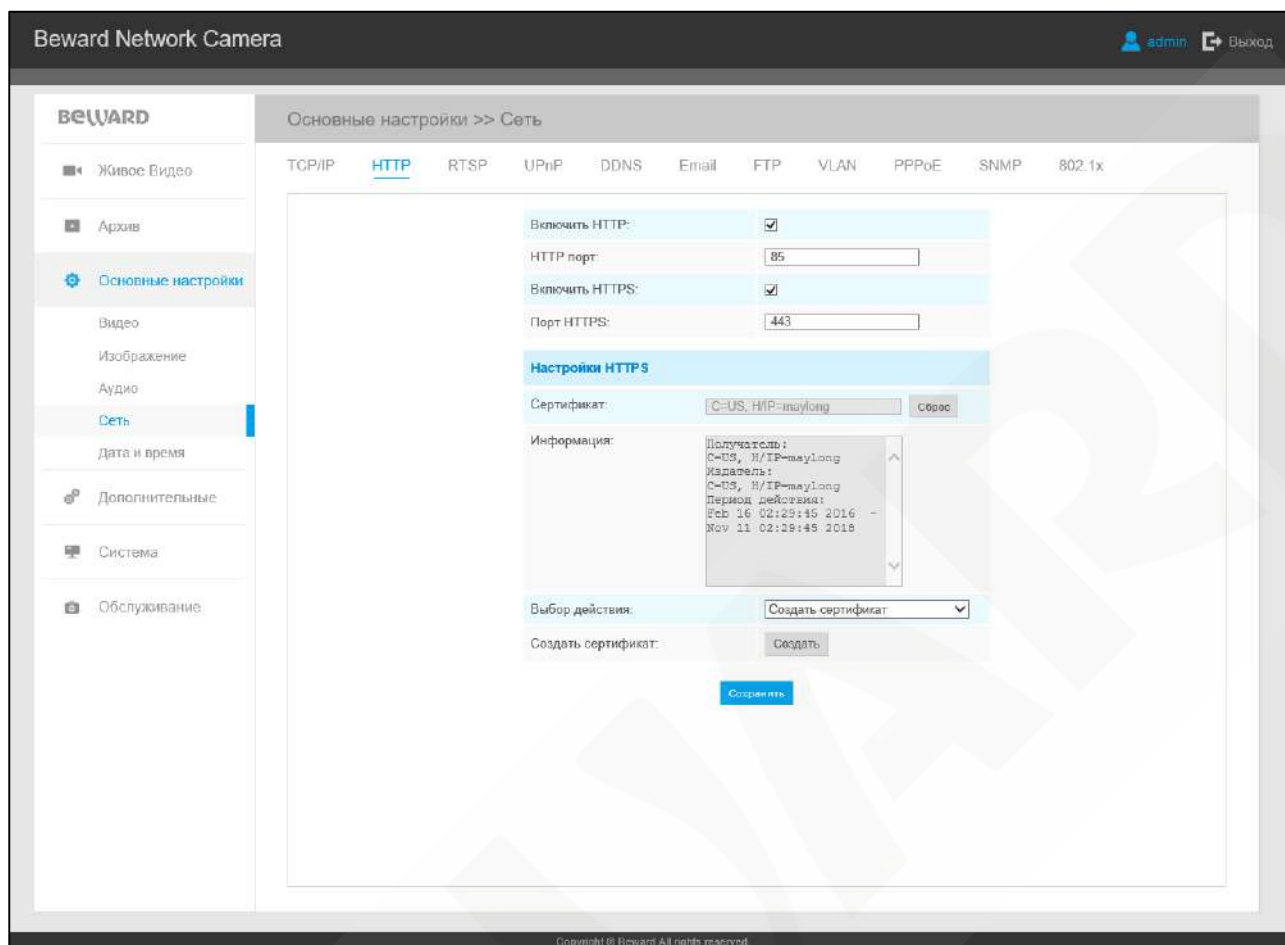 Beward Network Camera
admin Выход
BEWARD
Основные настройки >> Сеть
TCP/IP HTTP RTSP UPnP DDNS Email FTP VLAN PPPoE SNMP 802.1x
Живое Видео
Архив
Основные настройки
Видео
Изображение
Аудио
Сеть
Дата и время
Дополнительные
Система
Обслуживание
Включить HTTP:
HTTP порт: 85
Включить HTTPS:
Порт HTTPS: 443
Настройки HTTPS
Сертификат: C=US, H/IP=maylong Сброс
Информация:
Получатель:
C=US, H/IP=maylong
Издатель:
C=US, H/IP=maylong
Период действия:
Feb 16 02:29:45 2016 -
Nov 11 02:29:45 2018
Выбор действия: Создать сертификат
Создать сертификат: Создать
Сохранить
Copyright © Beward All rights reserved.